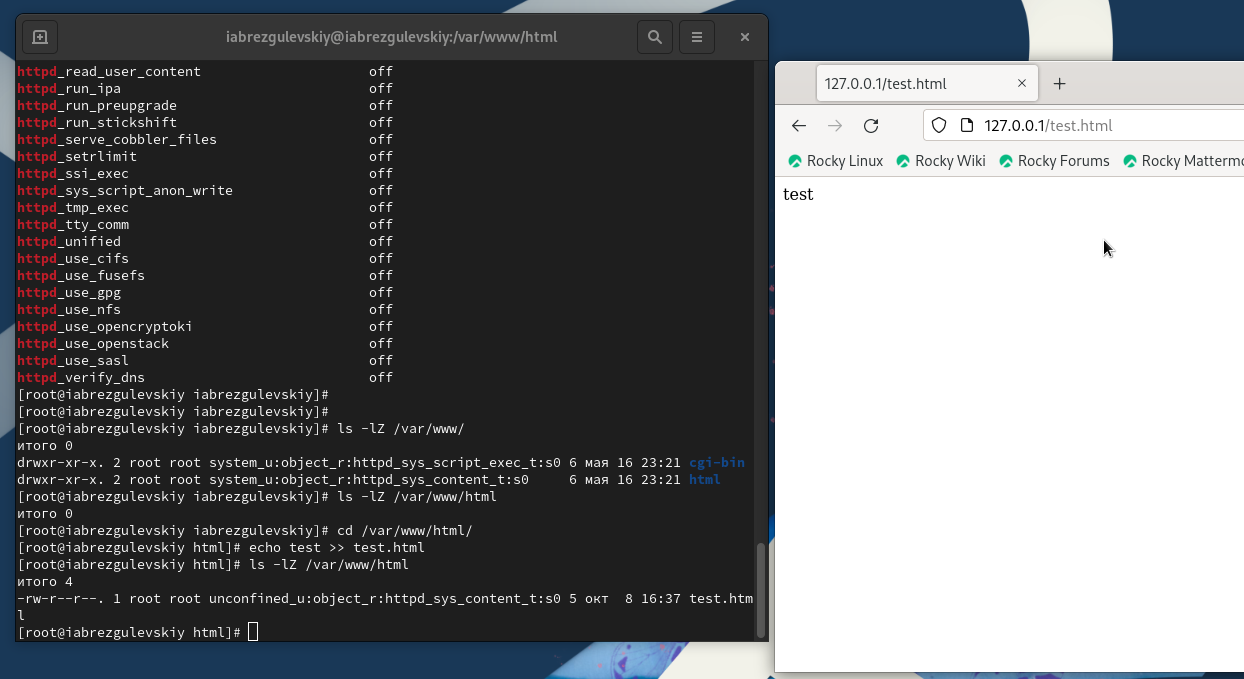 iabrezgulevskiy@iabrezgulevskiy:/var/www/html
httpd_read_user_content off
httpd_run_ipa off
httpd_run_preupgrade off
httpd_run_stickshift off
httpd_serve_cobbler_files off
httpd_setrlimit off
httpd_ssi_exec off
httpd_sys_script_anon_write off
httpd_tmp_exec off
httpd_tty_comm off
httpd_unified off
httpd_use_cifs off
httpd_use_fusefs off
httpd_use_gpg off
httpd_use_nfs off
httpd_use_opencryptoki off
httpd_use_openstack off
httpd_use_sasl off
httpd_verify_dns off
[root@iabrezgulevskiy iabrezgulevskiy]#
[root@iabrezgulevskiy iabrezgulevskiy]#
[root@iabrezgulevskiy iabrezgulevskiy]# ls -lZ /var/www/
итого 0
drwxr-xr-x. 2 root root system_u:object_r:httpd_sys_script_exec_t:s0 6 мая 16 23:21 cgi-bin
drwxr-xr-x. 2 root root system_u:object_r:httpd_sys_content_t:s0 6 мая 16 23:21 html
[root@iabrezgulevskiy iabrezgulevskiy]# ls -lZ /var/www/html
итого 0
[root@iabrezgulevskiy iabrezgulevskiy]# cd /var/www/html/
[root@iabrezgulevskiy html]# echo test >> test.html
[root@iabrezgulevskiy html]# ls -lZ /var/www/html
итого 4
-rw-r--r--. 1 root root unconfined_u:object_r:httpd_sys_content_t:s0 5 окт 8 16:37 test.htm
l
[root@iabrezgulevskiy html]#
127.0.0.1/test.html
127.0.0.1/test.html
Rocky Linux Rocky Wiki Rocky Forums Rocky Mattermo
test